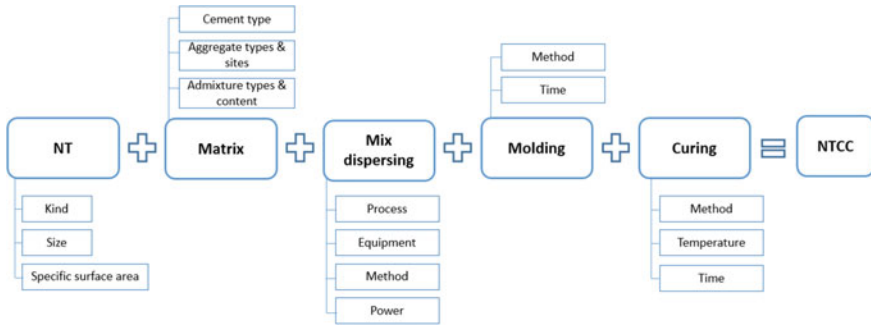 Cement type
Aggregate types &
sites
Admixture types &
content
Method
Time
NT
Matrix
Mix
dispersing
Molding
Curing
NTCC
Kind
Size
Specific surface area
Process
Equipment
Method
Power
Method
Temperature
Time